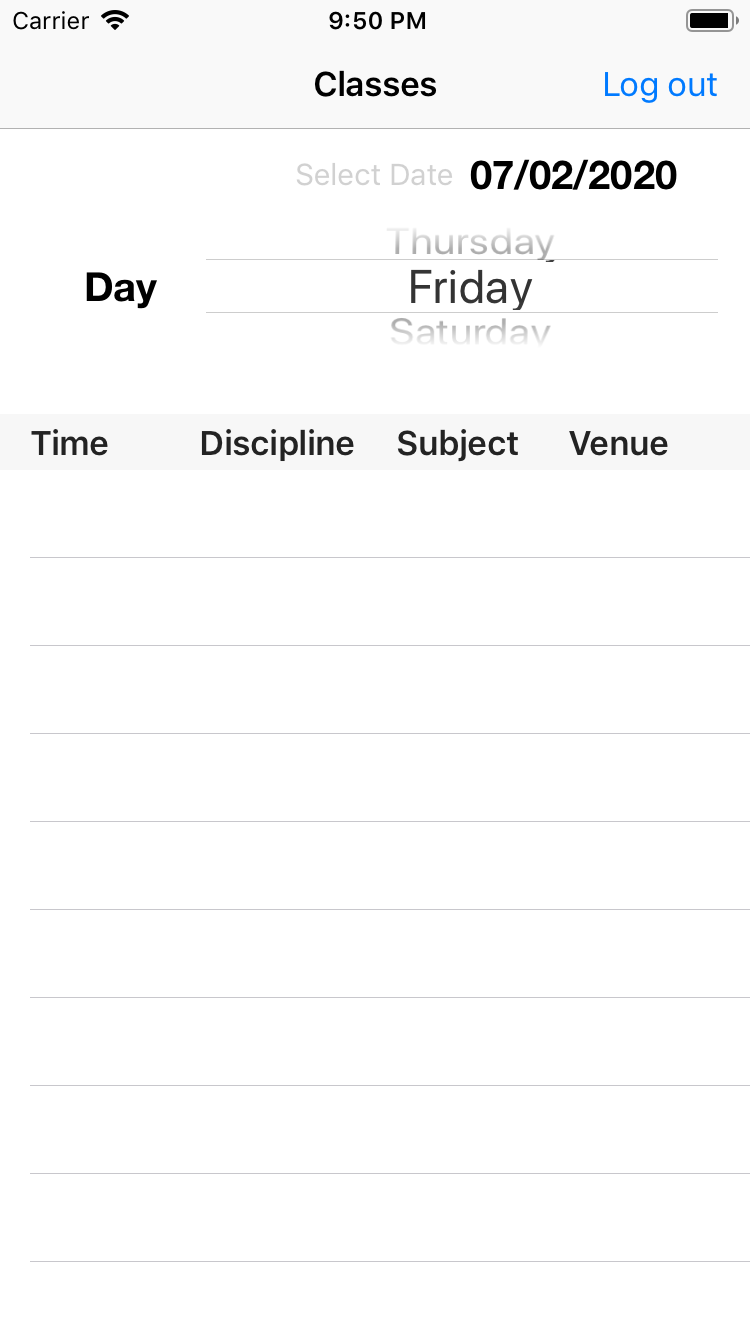 Carrier 9:50 PM
Classes Log out
Select Date 07/02/2020
Thursday
Day Friday
Saturday
Time Discipline Subject Venue